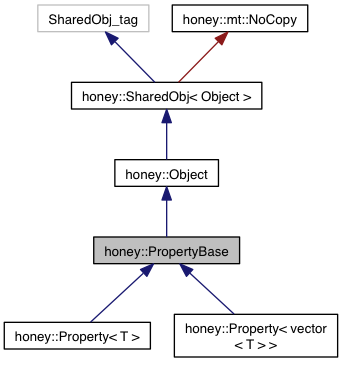 SharedObj_tag
honey::mt::NoCopy
honey::SharedObj< Object >
honey::Object
honey::PropertyBase
honey::Property< T >
honey::Property< vector
< T > >